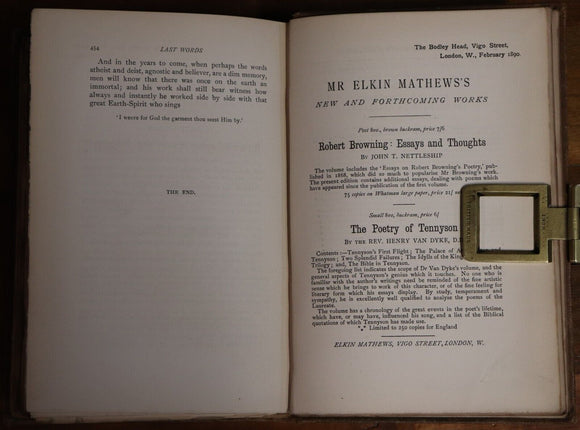 454 LAST WORDS
And in the years to come, when perhaps the words
atheist and deist, agnostic and believer, are a dim memory,
men will know that there was once on the earth an
immortal; and his work shall still bear witness how
always and instantly he worked side by side with that
great Earth-Spirit who sings
'I weave for God the garment thou seest Him by.'
THE END.
The Bodley Head, Vigo Street,
London, W., February 1890.
MR ELKIN MATHEWS'S
NEW AND FORTHCOMING WORKS
Post 8vo., brown buckram, price 7/6
Robert Browning: Essays and Thoughts
BY JOHN T. NETTLESHIP
The volume includes the 'Essays on Robert Browning's Poetry,' pub-
lished in 1868, which did so much to popularise Mr Browning's work.
The present edition contains additional essays, dealing with poems which
have appeared since the publication of the first volume.
75 copies on Whatman large paper, price 21/
Small 8vo., buckram, price 6/
The Poetry of Tennyson
BY THE REV. HENRY VAN DYKE,
Contents:—Tennyson's First Flight; The Palace of
Tennyson; Two Splendid Failures; The Idylls of the King
Trilogy; and, The Bible in Tennyson.
The foregoing list indicates the scope of Dr Van Dyke's volume, and the
general aspects of Tennyson's genius which it touches. No one who is
familiar with the author's writings need be reminded of the fine artistic
sense which he brings to work of this character, or of the fine feeling for
literary form which his essays display. By study, temperament and
sympathy, he is excellently well qualified to analyse the poems of the
Laureate.
The volume has a chronology of the great events in the poet's lifetime,
which have, or may have, influenced his song, and a list of the Biblical
quotations of which Tennyson has made use.
*** Limited to 250 copies for England
ELKIN MATHEWS, VIGO STREET, LONDON, W.